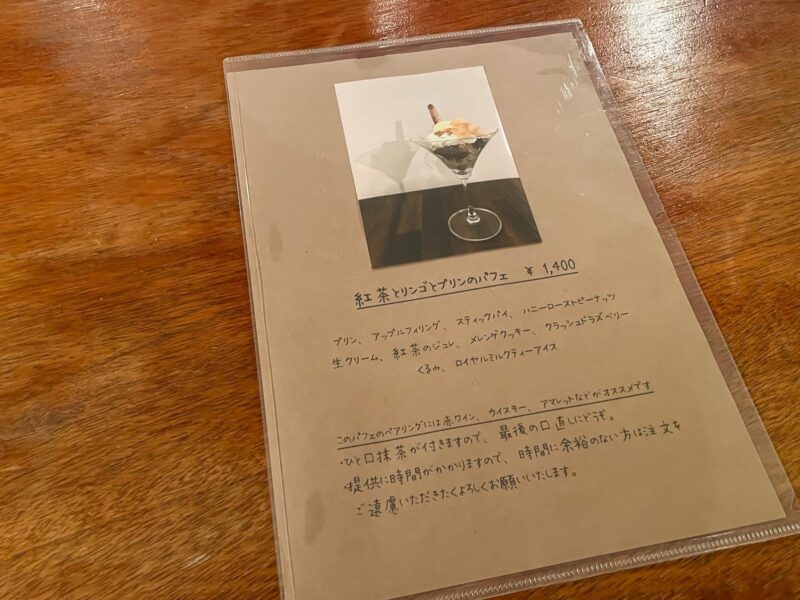 紅茶とリンゴとプリンのパフェ ¥ 1,400
プリン、アップルフィリング、スティックパイ、ハニーローストピーナッツ
生クリーム、紅茶のジュレ、メレンゲクッキー、クラッシュドラズベリー
くるみ、ロイヤルミルクティーアイス
このパフェのペアリングには赤ワイン、ウイスキー、アマレットなどがオススメです
・ひと口抹茶が付きますので、最後の口直しにどうぞ。
・提供に時間がかかりますので、時間に余裕のない方は注文を
ご遠慮いただきたくよろしくお願いいたします。